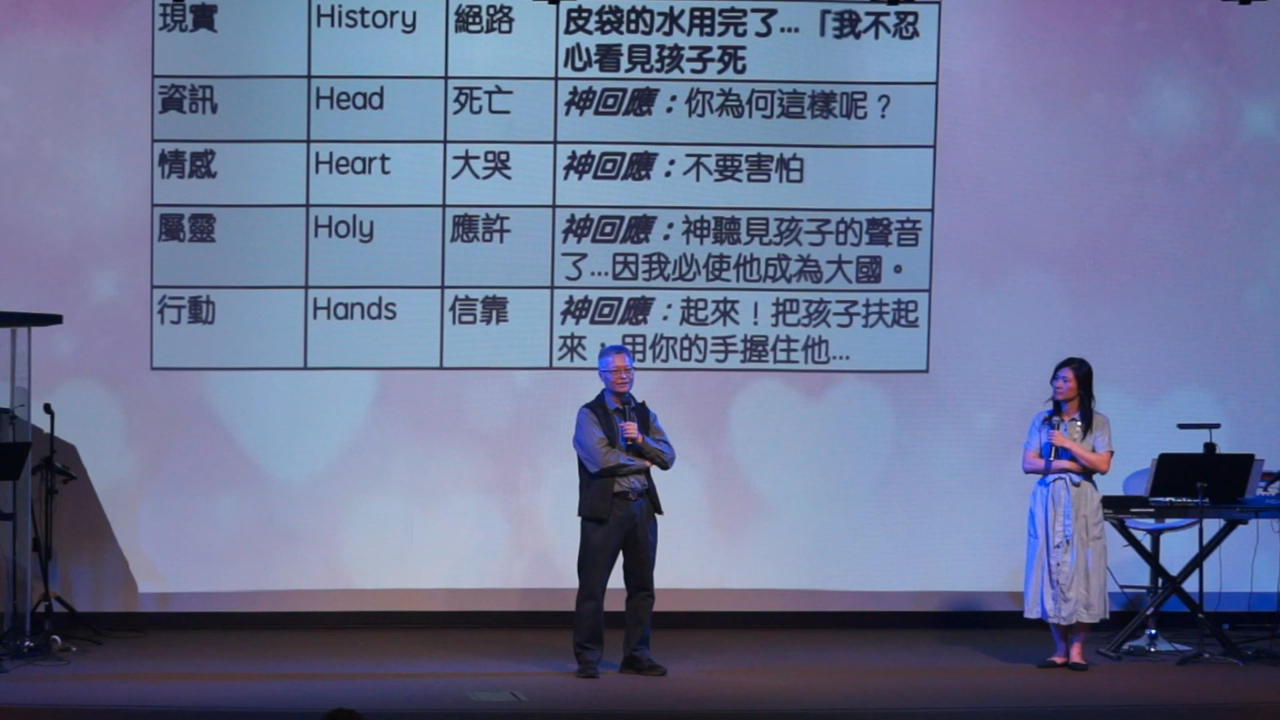 現實 History 絕路 皮袋的水用完了...「我不忍
心看見孩子死
資訊 Head 死亡 神回應：你為何這樣呢？
情感 Heart 大哭 神回應：不要害怕
屬靈 Holy 應許 神回應：神聽見孩子的聲音
了...因我必使他成為大國。
行動 Hands 信靠 神回應：起來！把孩子扶起
來，用你的手握住他...